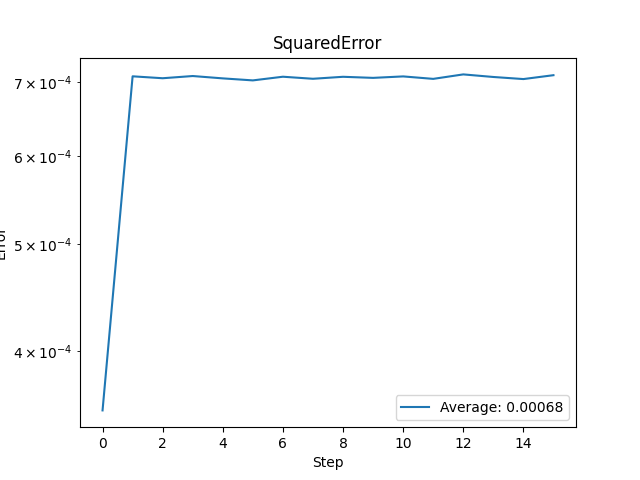 SquaredError
7 × 10⁻⁴
6 × 10⁻⁴
5 × 10⁻⁴
4 × 10⁻⁴
Error
Average: 0.00068
0 2 4 6 8 10 12 14
Step